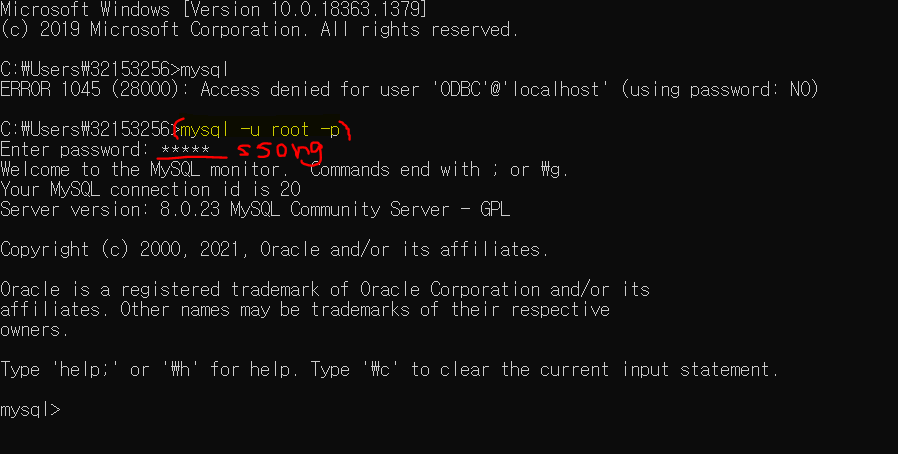 Microsoft Windows [Version 10.0.18363.1379]
(c) 2019 Microsoft Corporation. All rights reserved.
C:₩Users₩32153256>mysql
ERROR 1045 (28000): Access denied for user 'ODBC'@'localhost' (using password: NO)
C:₩Users₩32153256>(mysql -u root -p)
Enter password: ***** ssong
Welcome to the MySQL monitor.  Commands end with ; or ₩g.
Your MySQL connection id is 20
Server version: 8.0.23 MySQL Community Server - GPL
Copyright (c) 2000, 2021, Oracle and/or its affiliates.
Oracle is a registered trademark of Oracle Corporation and/or its
affiliates. Other names may be trademarks of their respective
owners.
Type 'help;' or '₩h' for help. Type '₩c' to clear the current input statement.
mysql>